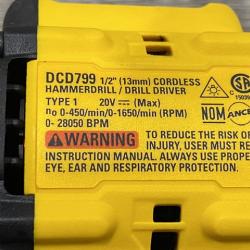 DCD799 1/2" (13mm) CORDLESS
HAMMERDRILL / DRILL DRIVER
TYPE 1 20V ⎓ (Max)
no 0-450/min/0-1650/min (RPM)
0- 28050 BPM
WARNING TO REDUCE THE RISK OF
INJURY, USER MUST RE
INSTRUCTION MANUAL. ALWAYS USE PROPE
EYE, EAR AND RESPIRATORY PROTECTION.
NOM ANCE